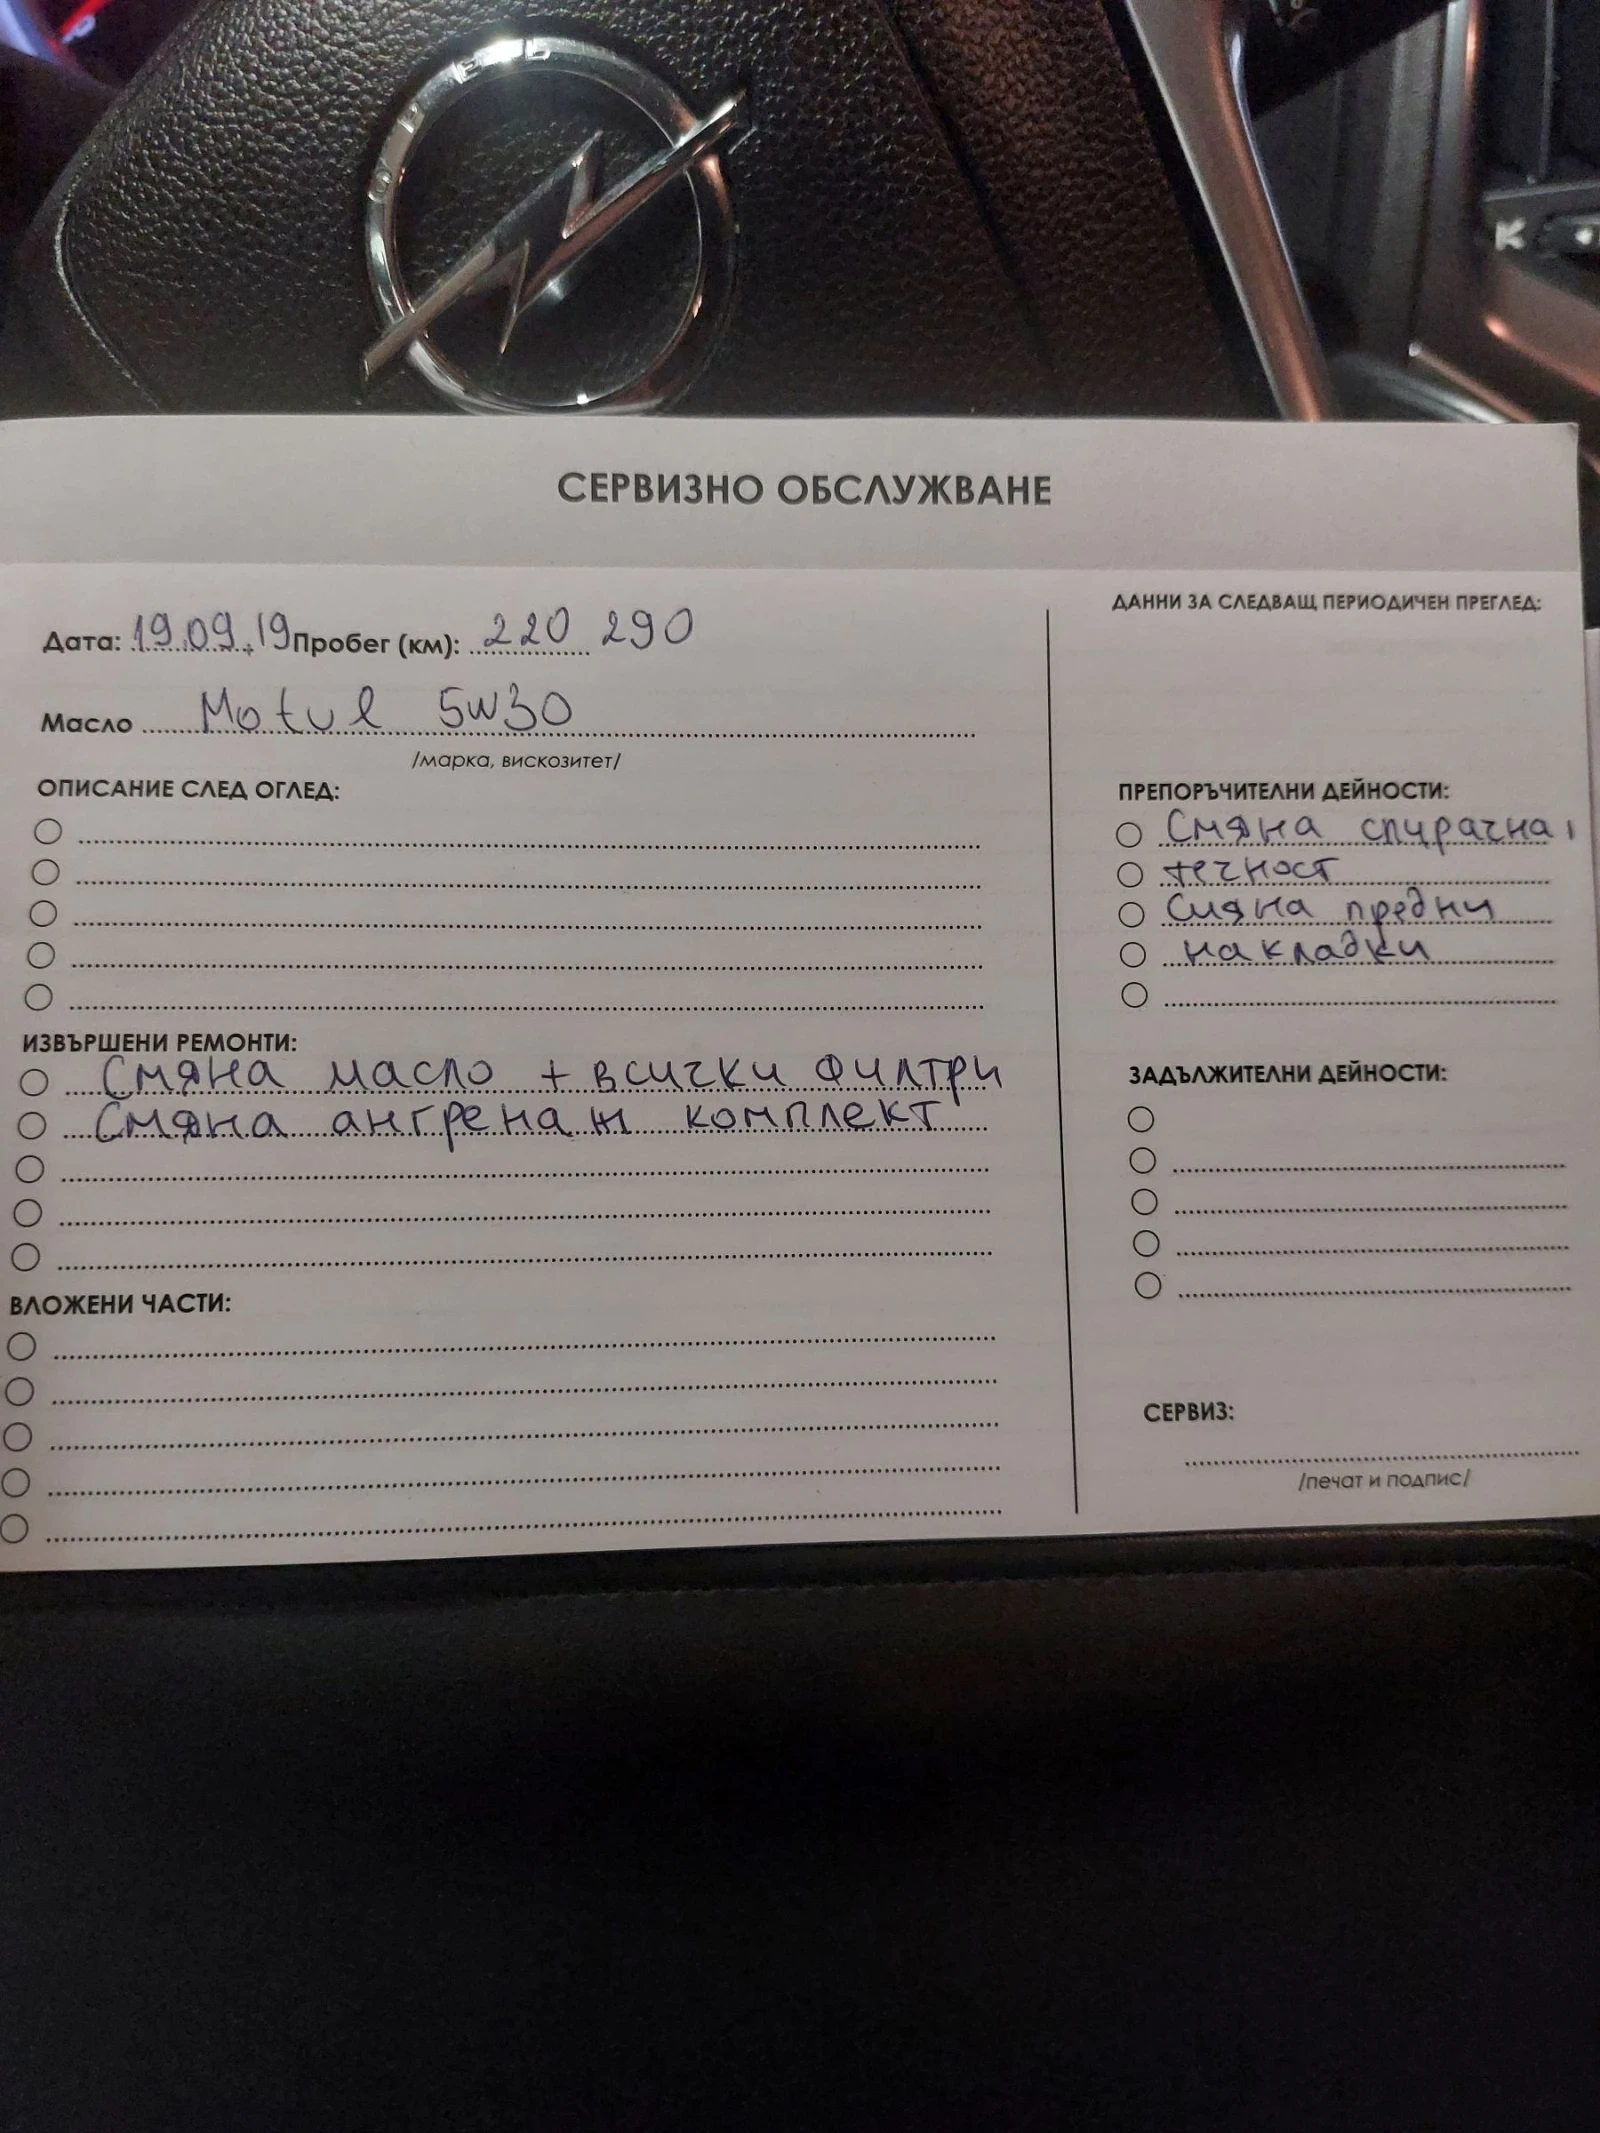 OPEL
K
СЕРВИЗНО ОБСЛУЖВАНЕ
Дата: 19.09.19 Пробег (км): 220 290
Масло Motul 5W30
/марка, вискозитет/
ОПИСАНИЕ СЛЕД ОГЛЕД:
ИЗВЪРШЕНИ РЕМОНТИ:
Смяна масло + всички филтри
Смяна ангренаж комплект
ВЛОЖЕНИ ЧАСТИ:
ДАННИ ЗА СЛЕДВАЩ ПЕРИОДИЧЕН ПРЕГЛЕД:
ПРЕПОРЪЧИТЕЛНИ ДЕЙНОСТИ:
Смяна спирачна
течност
Смяна предни
накладки
ЗАДЪЛЖИТЕЛНИ ДЕЙНОСТИ:
СЕРВИЗ:
/печат и подпис/